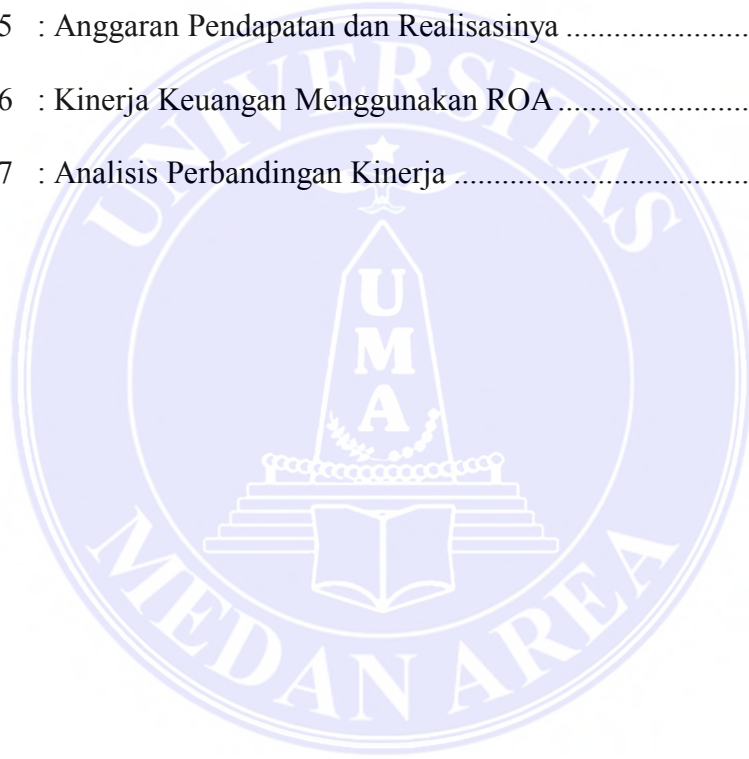 5 : Anggaran Pendapatan dan Realisasinya ......................
6 : Kinerja Keuangan Menggunakan ROA .......................
7 : Analisis Perbandingan Kinerja ....................................
UNIVERSITAS
U
M
A
MEDAN AREA